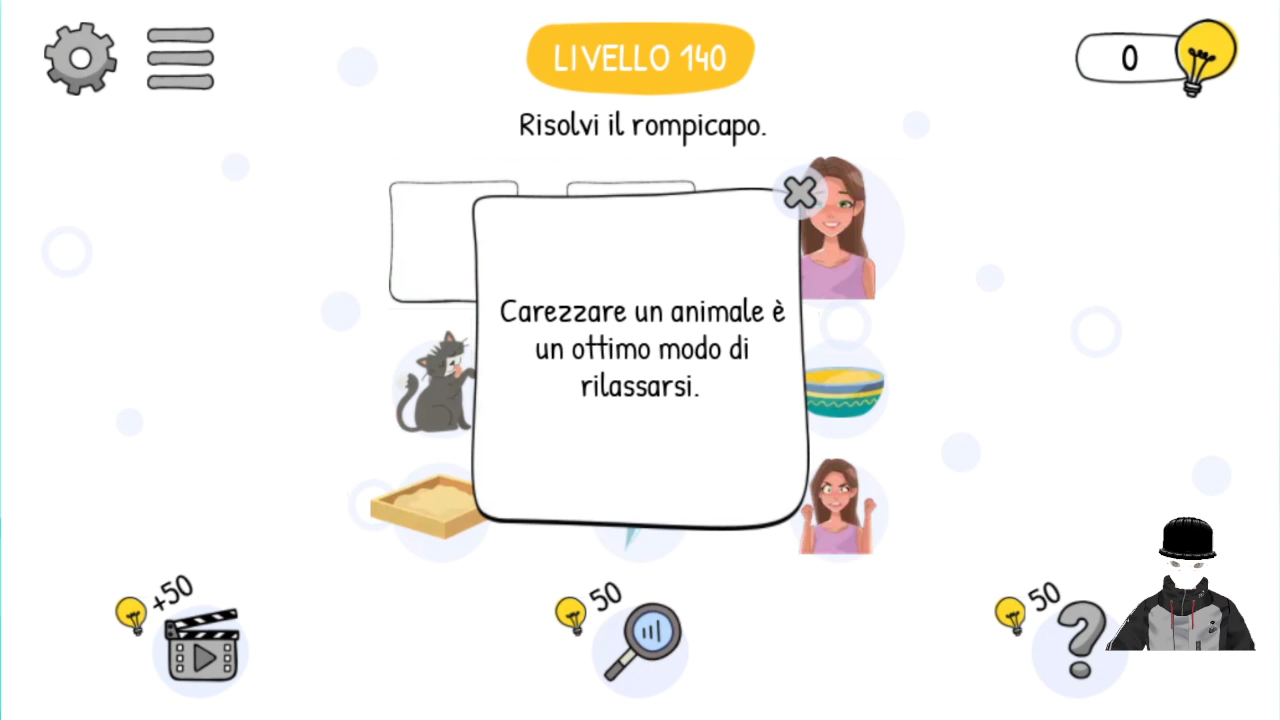 LIVELLO 140
0
Risolvi il rompicapo.
Carezzare un animale è
un ottimo modo di
rilassarsi.
+50
50
50